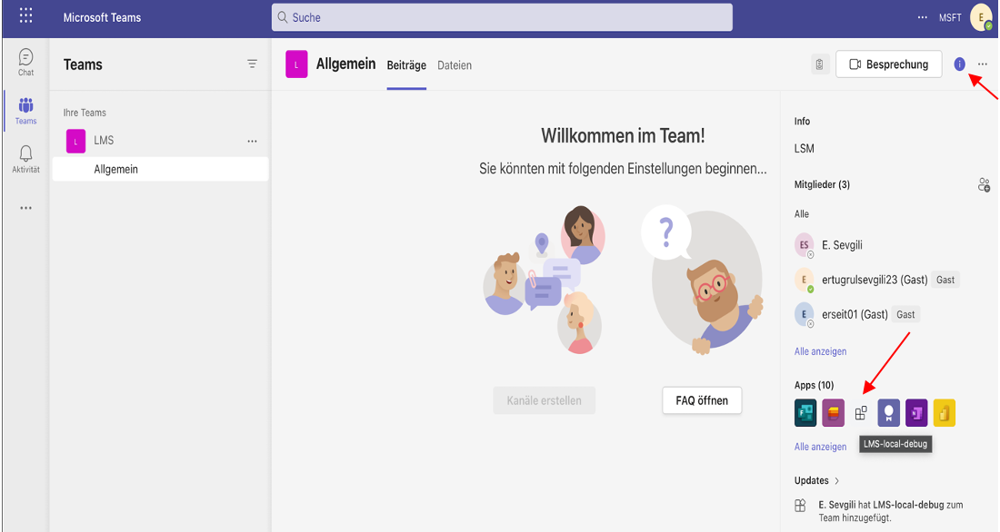 Microsoft Teams
Suche
MSFT
E
Chat
Teams
Aktivität
Teams
Ihre Teams
L
LMS
Allgemein
L
Allgemein
Beiträge
Dateien
Besprechung
Willkommen im Team!
Sie könnten mit folgenden Einstellungen beginnen...
?
Kanäle erstellen
FAQ öffnen
Info
LSM
Mitglieder (3)
Alle
ES
E. Sevgili
E
ertugrulsevgili23 (Gast)
Gast
E
erseit01 (Gast)
Gast
Alle anzeigen
Apps (10)
LMS-local-debug
Alle anzeigen
Updates
E. Sevgili hat LMS-local-debug zum
Team hinzugefügt.